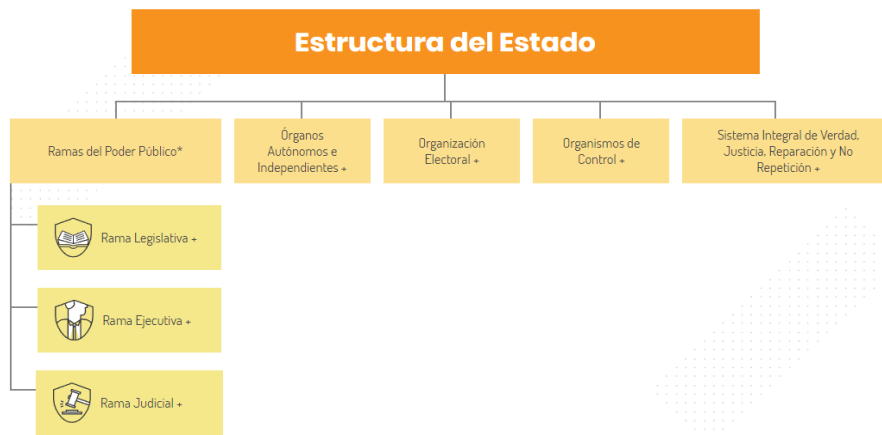 Estructura del Estado
Ramas del Poder Público*
Órganos
Autónomos e
Independientes +
Organización
Electoral +
Organismos de
Control +
Sistema Integral de Verdad,
Justicia, Reparación y No
Repetición +
Rama Legislativa +
Rama Ejecutiva +
Rama Judicial +